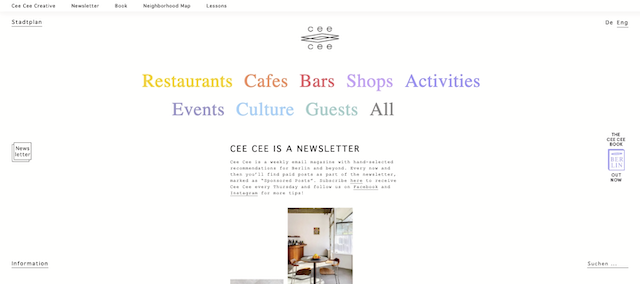 Cee Cee Creative Newsletter Book Neighborhood Map Lessons
Stadtplan
De Eng
cee
cee
Restaurants Cafes Bars Shops Activities
Events Culture Guests All
News
letter
THE
CEE CEE
BOOK
BER
LIN
OUT
NOW
CEE CEE IS A NEWSLETTER
Cee Cee is a weekly email magazine with hand-selected
recommendations for Berlin and beyond. Every now and
then you'll find paid posts as part of the newsletter,
marked as "Sponsored Posts". Subscribe here to receive
Cee Cee every Thursday and follow us on Facebook and
Instagram for more tips!
Information
Suchen ...